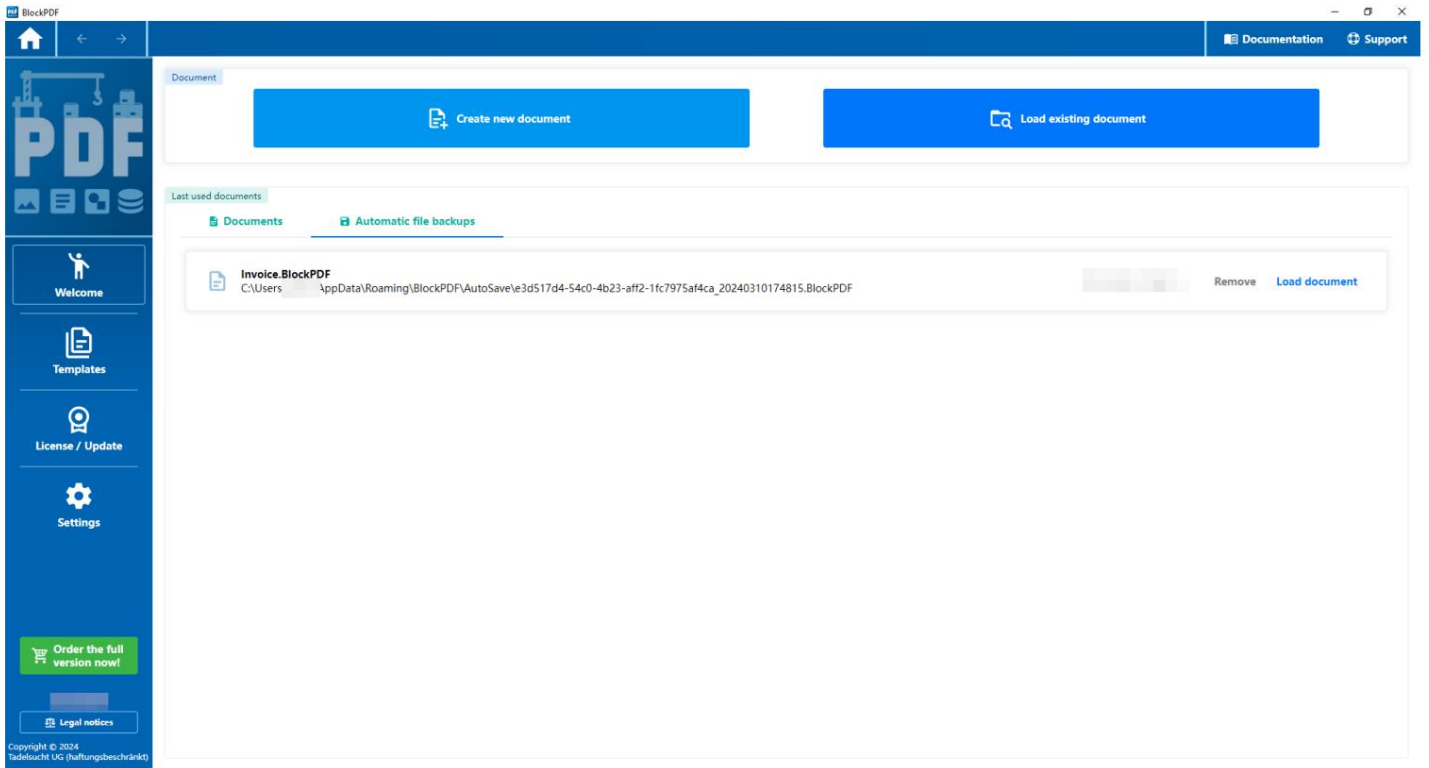 BlockPDF
Documentation
Support
PDF
Welcome
Templates
License / Update
Settings
Order the full
version now!
Legal notices
Copyright © 2024
Tadelsucht UG (haftungsbeschränkt)
Document
Create new document
Load existing document
Last used documents
Documents
Automatic file backups
Invoice.BlockPDF
C:\Users AppData\Roaming\BlockPDF\AutoSave\e3d517d4-54c0-4b23-aff2-1fc7975af4ca_20240310174815.BlockPDF
Remove
Load document